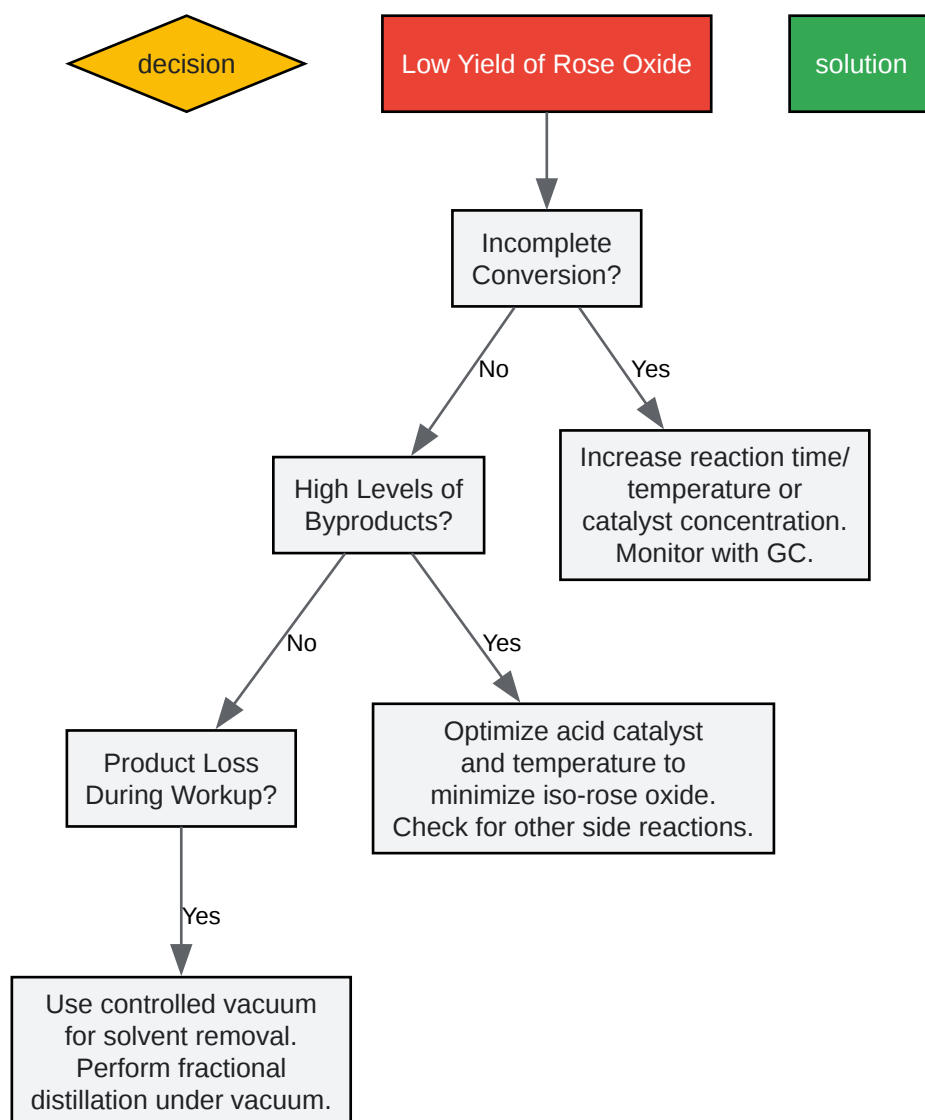 decision
Low Yield of Rose Oxide
solution
Incomplete
Conversion?
No
Yes
High Levels of
Byproducts?
Increase reaction time/
temperature or
catalyst concentration.
Monitor with GC.
No
Yes
Product Loss
During Workup?
Optimize acid catalyst
and temperature to
minimize iso-rose oxide.
Check for other side reactions.
Yes
Use controlled vacuum
for solvent removal.
Perform fractional
distillation under vacuum.